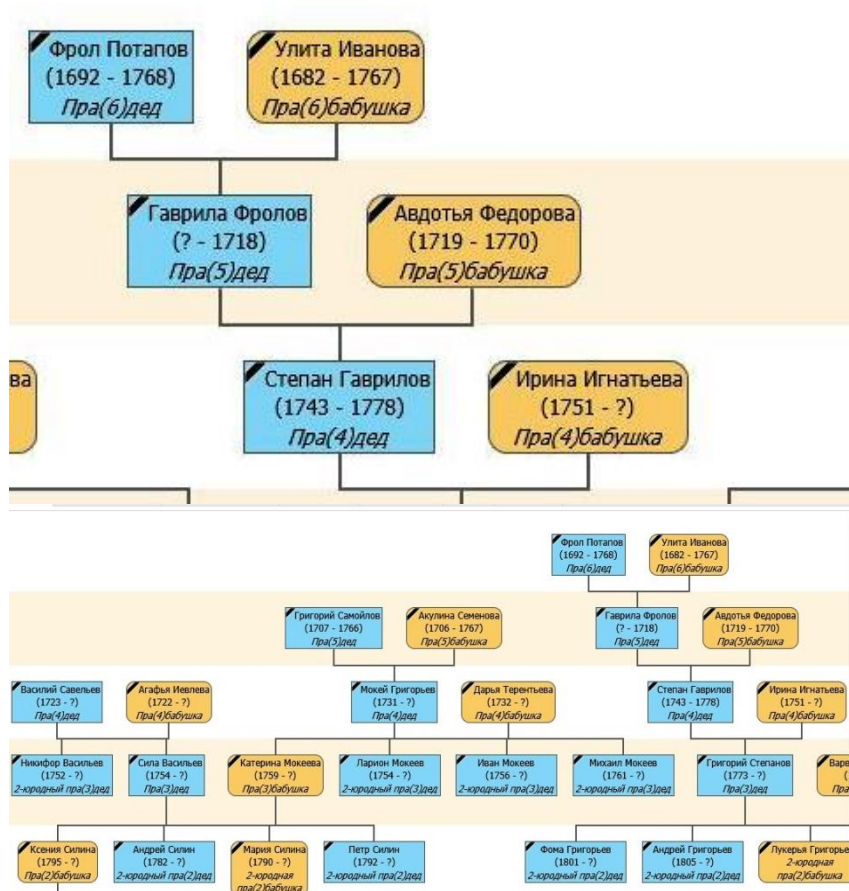 Фрол Потапов
(1692 - 1768)
Пра(6)дед
Улита Иванова
(1682 - 1767)
Пра(6)бабушка
Гаврила Фролов
(? - 1718)
Пра(5)дед
Авдотья Федорова
(1719 - 1770)
Пра(5)бабушка
ва
Степан Гаврилов
(1743 - 1778)
Пра(4)дед
Ирина Игнатьева
(1751 - ?)
Пра(4)бабушка
Фрол Потапов
(1692 - 1768)
Пра(6)дед
Улита Иванова
(1682 - 1767)
Пра(6)бабушка
Григорий Самойлов
(1707 - 1766)
Пра(5)дед
Акулина Семенова
(1706 - 1767)
Пра(5)бабушка
Гаврила Фролов
(? - 1718)
Пра(5)дед
Авдотья Федорова
(1719 - 1770)
Пра(5)бабушка
Василий Савельев
(1723 - ?)
Пра(4)дед
Агафья Иевлева
(1722 - ?)
Пра(4)бабушка
Мокей Григорьев
(1731 - ?)
Пра(4)дед
Дарья Терентьева
(1732 - ?)
Пра(4)бабушка
Степан Гаврилов
(1743 - 1778)
Пра(4)дед
Ирина Игнатьева
(1751 - ?)
Пра(4)бабушка
Никифор Васильев
(1752 - ?)
2-юродный пра(3)дед
Сила Васильев
(1754 - ?)
Пра(3)дед
Катерина Мокеева
(1759 - ?)
Пра(3)бабушка
Ларион Мокеев
(1754 - ?)
2-юродный пра(3)дед
Иван Мокеев
(1756 - ?)
2-юродный пра(3)дед
Михаил Мокеев
(1761 - ?)
2-юродный пра(3)дед
Григорий Степанов
(1773 - ?)
Пра(3)дед
Варв
(
Пра
Ксения Силина
(1795 - ?)
Пра(2)бабушка
Андрей Силин
(1782 - ?)
2-юродный пра(2)дед
Мария Силина
(1790 - ?)
2-юродная
пра(2)бабушка
Петр Силин
(1792 - ?)
2-юродный пра(2)дед
Фома Григорьев
(1801 - ?)
2-юродный пра(2)дед
Андрей Григорьев
(1805 - ?)
2-юродный пра(2)дед
Лукерья Григорье
(1806 - ?)
2-юродная
пра(2)бабушка